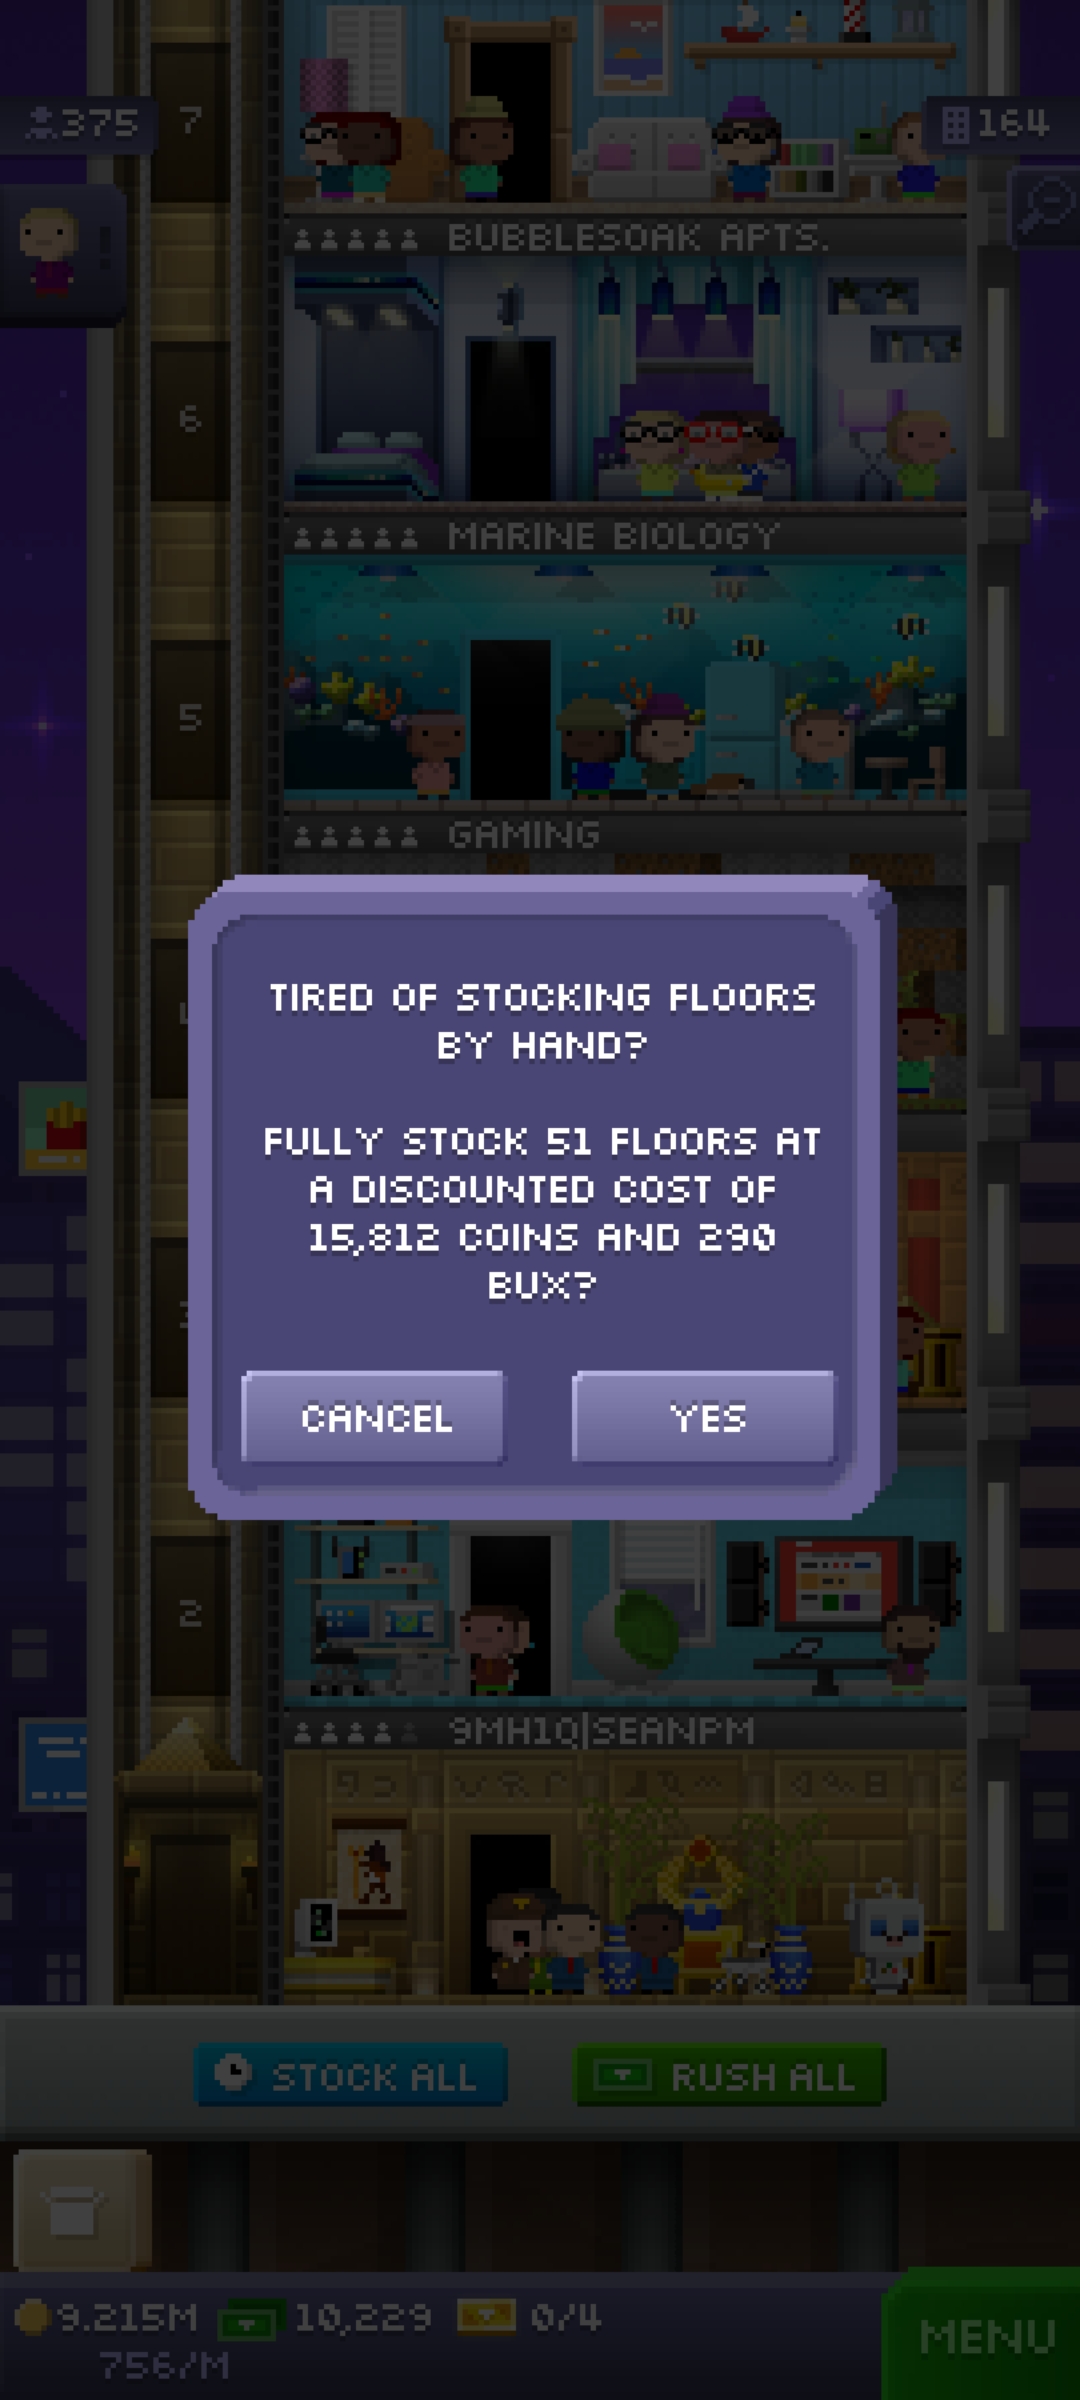 375
7
164
BUBBLESOAK APTS.
6
MARINE BIOLOGY
5
GAMING
TIRED OF STOCKING FLOORS
BY HAND?
FULLY STOCK 51 FLOORS AT
A DISCOUNTED COST OF
15,812 COINS AND 290
BUX?
CANCEL
YES
2
9MH1Q|SEANPM
STOCK ALL
RUSH ALL
9.215M
10,229
0/4
756/M
MENU